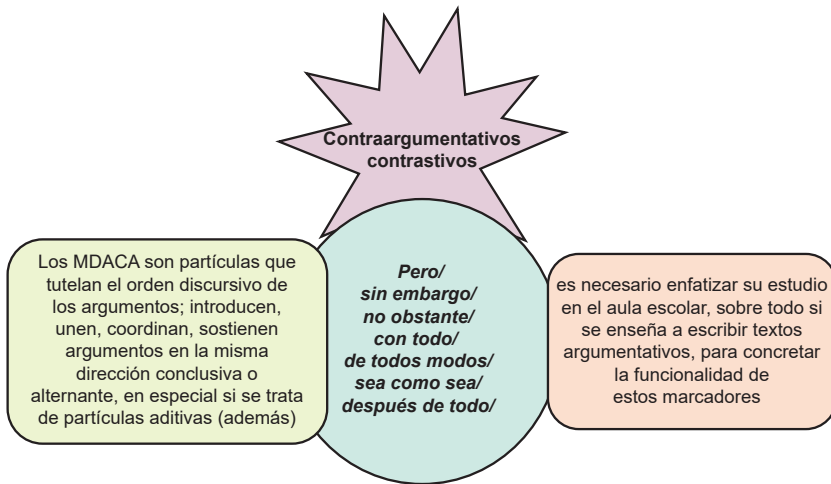 Contraargumentativos
contrastivos
Los MDACA son partículas que
tutelan el orden discursivo de
los argumentos; introducen,
unen, coordinan, sostienen
argumentos en la misma
dirección conclusiva o
alternante, en especial si se trata
de partículas aditivas (además)
Pero/
sin embargo/
no obstante/
con todo/
de todos modos/
sea como sea/
después de todo/
es necesario enfatizar su estudio
en el aula escolar, sobre todo si
se enseña a escribir textos
argumentativos, para concretar
la funcionalidad de
estos marcadores